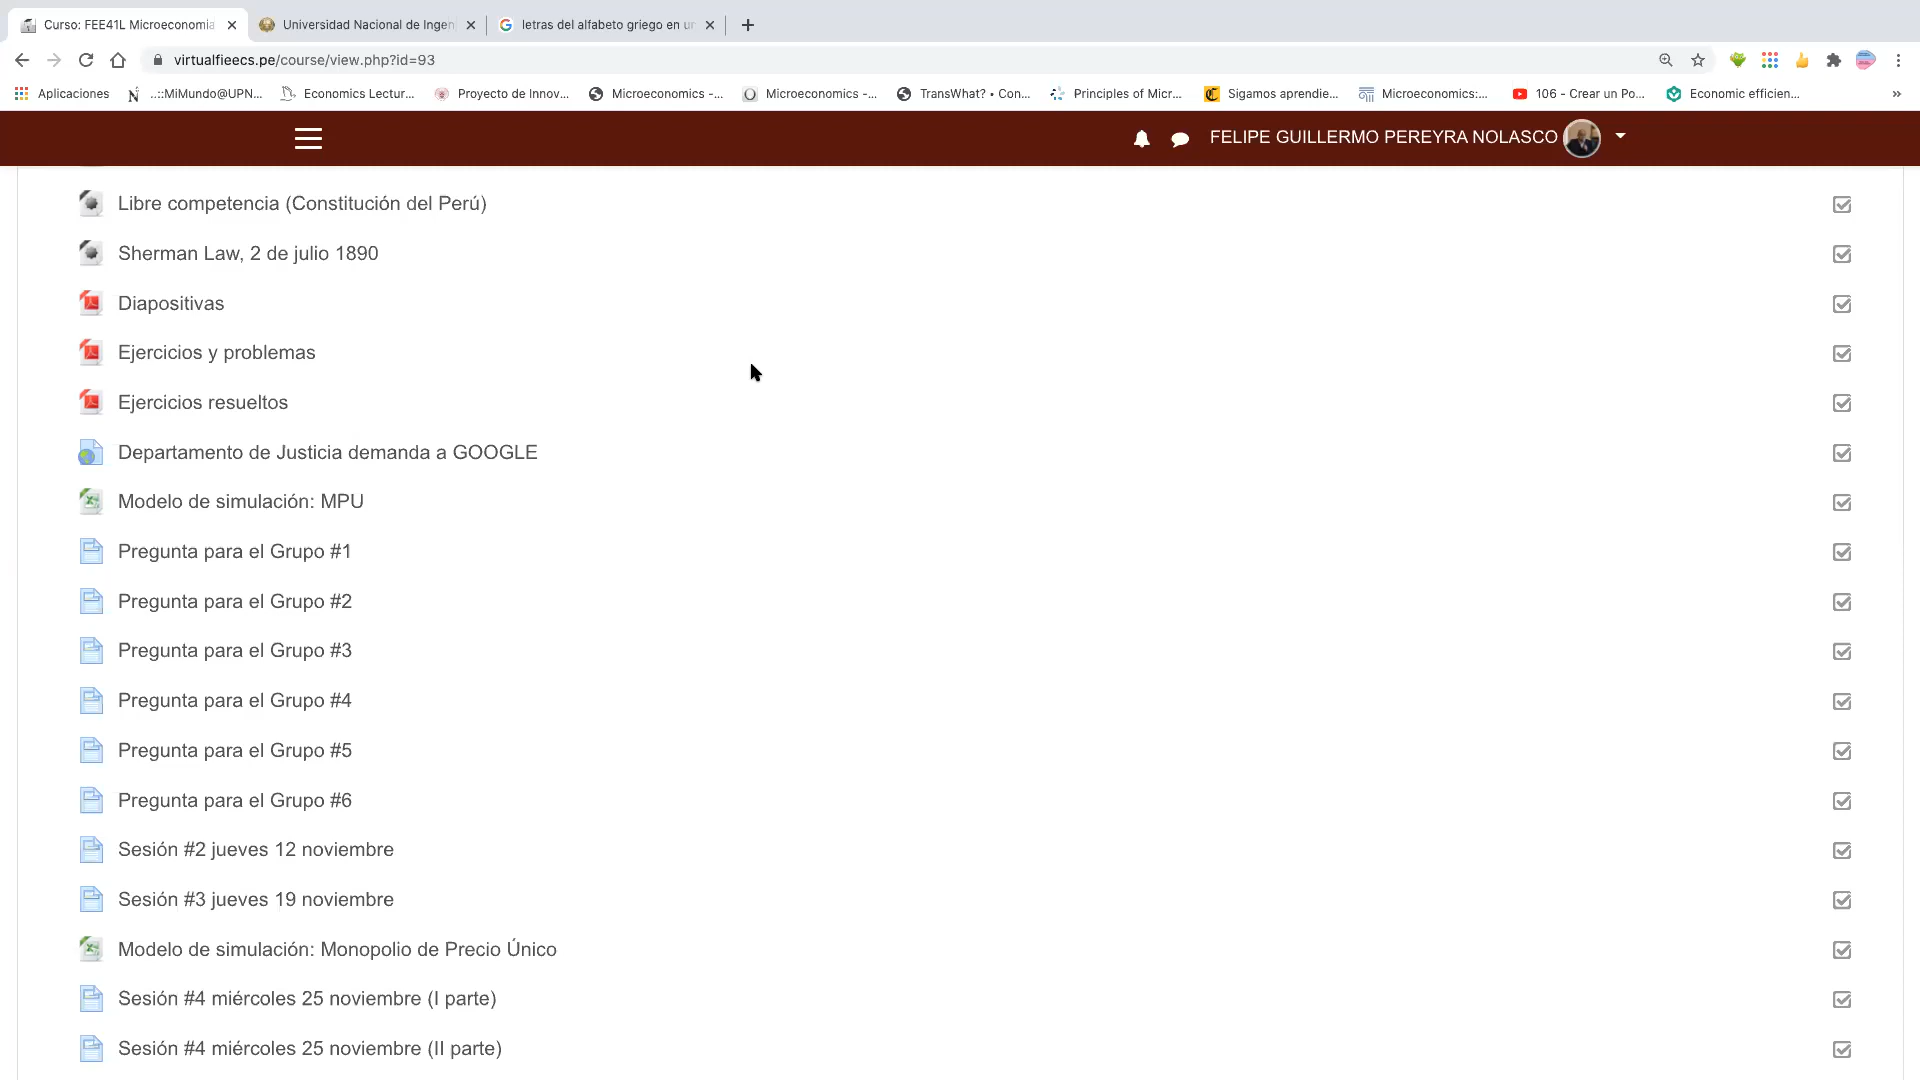 Curso: FEE41L Microeconomía
Universidad Nacional de Ingen
letras del alfabeto griego en un
virtualfieecs.pe/course/view.php?id=93
Aplicaciones
..::MiMundo@UPN...
Economics Lectur...
Proyecto de Innov...
Microeconomics -...
Microeconomics -...
TransWhat? • Con...
Principles of Micr...
Sigamos aprendie...
Microeconomics:...
106 - Crear un Po...
Economic efficien...
»
FELIPE GUILLERMO PEREYRA NOLASCO
Libre competencia (Constitución del Perú)
Sherman Law, 2 de julio 1890
Diapositivas
Ejercicios y problemas
Ejercicios resueltos
Departamento de Justicia demanda a GOOGLE
Modelo de simulación: MPU
Pregunta para el Grupo #1
Pregunta para el Grupo #2
Pregunta para el Grupo #3
Pregunta para el Grupo #4
Pregunta para el Grupo #5
Pregunta para el Grupo #6
Sesión #2 jueves 12 noviembre
Sesión #3 jueves 19 noviembre
Modelo de simulación: Monopolio de Precio Único
Sesión #4 miércoles 25 noviembre (I parte)
Sesión #4 miércoles 25 noviembre (II parte)